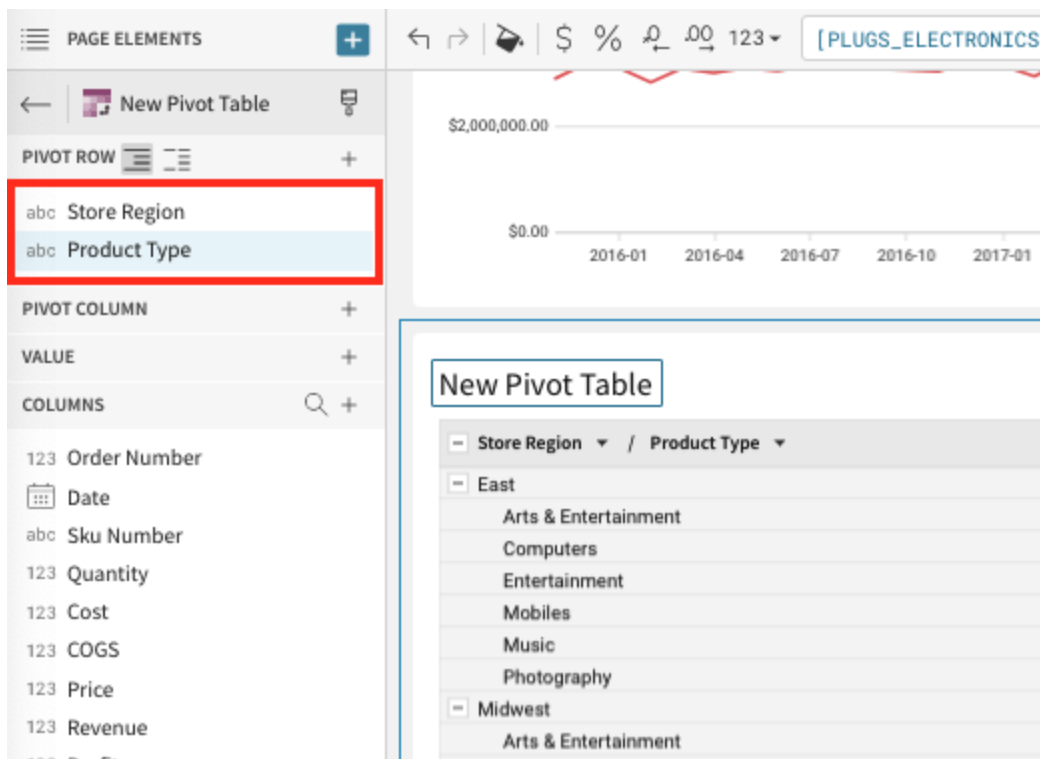 PAGE ELEMENTS
$ % .0 .00 123
[PLUGS_ELECTRONICS
New Pivot Table
PIVOT ROW
abc Store Region
abc Product Type
PIVOT COLUMN
VALUE
COLUMNS
123 Order Number
Date
abc Sku Number
123 Quantity
123 Cost
123 COGS
123 Price
123 Revenue
$2,000,000.00
$0.00
2016-01 2016-04 2016-07 2016-10 2017-01
New Pivot Table
Store Region / Product Type
East
Arts & Entertainment
Computers
Entertainment
Mobiles
Music
Photography
Midwest
Arts & Entertainment